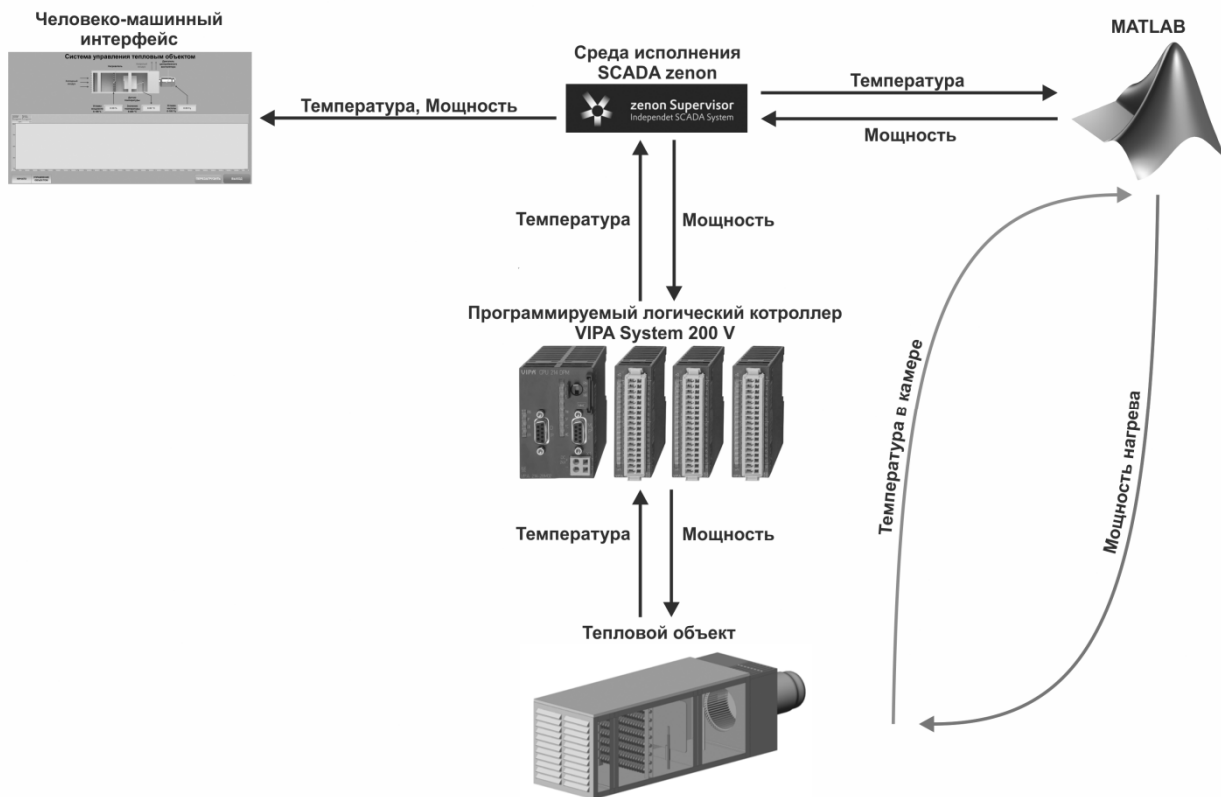 Человеко-машинный
интерфейс
Система управления тепловым объектом
Среда исполнения
SCADA zenon
zenon Supervisor
Independet SCADA System
MATLAB
Температура, Мощность
Температура
Мощность
Температура
Мощность
Программируемый логический котроллер
VIPA System 200 V
VIPA
Температура
Мощность
Тепловой объект
Температура в камере
Мощность нагрева